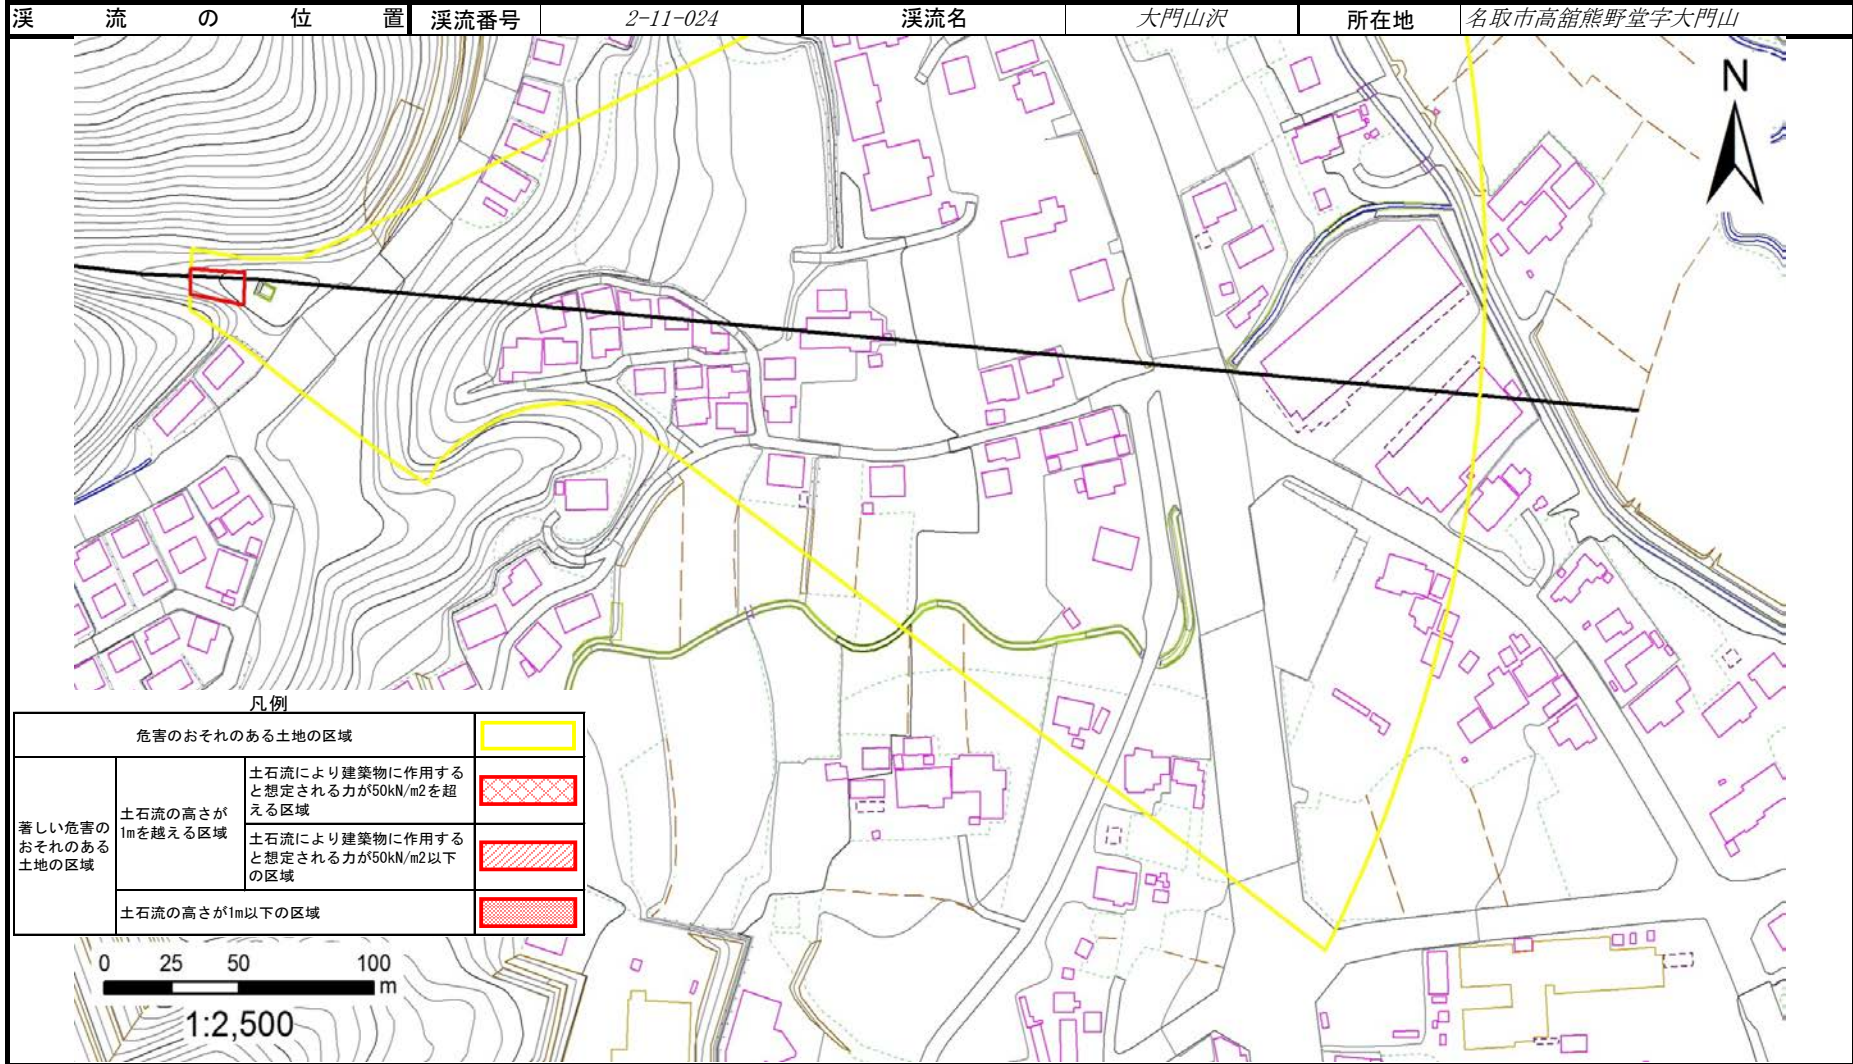 渓流の位置 渓流番号 2-11-024 渓流名 大門山沢 所在地 名取市高舘熊野堂字大門山
N
凡例
危害のおそれのある土地の区域
著しい危害の
おそれのある
土地の区域
土石流の高さが
1mを越える区域
土石流により建築物に作用する
と想定される力が50kN/m2を超
える区域
土石流により建築物に作用する
と想定される力が50kN/m2以下
の区域
土石流の高さが1m以下の区域
0 25 50 100
m
1:2,500